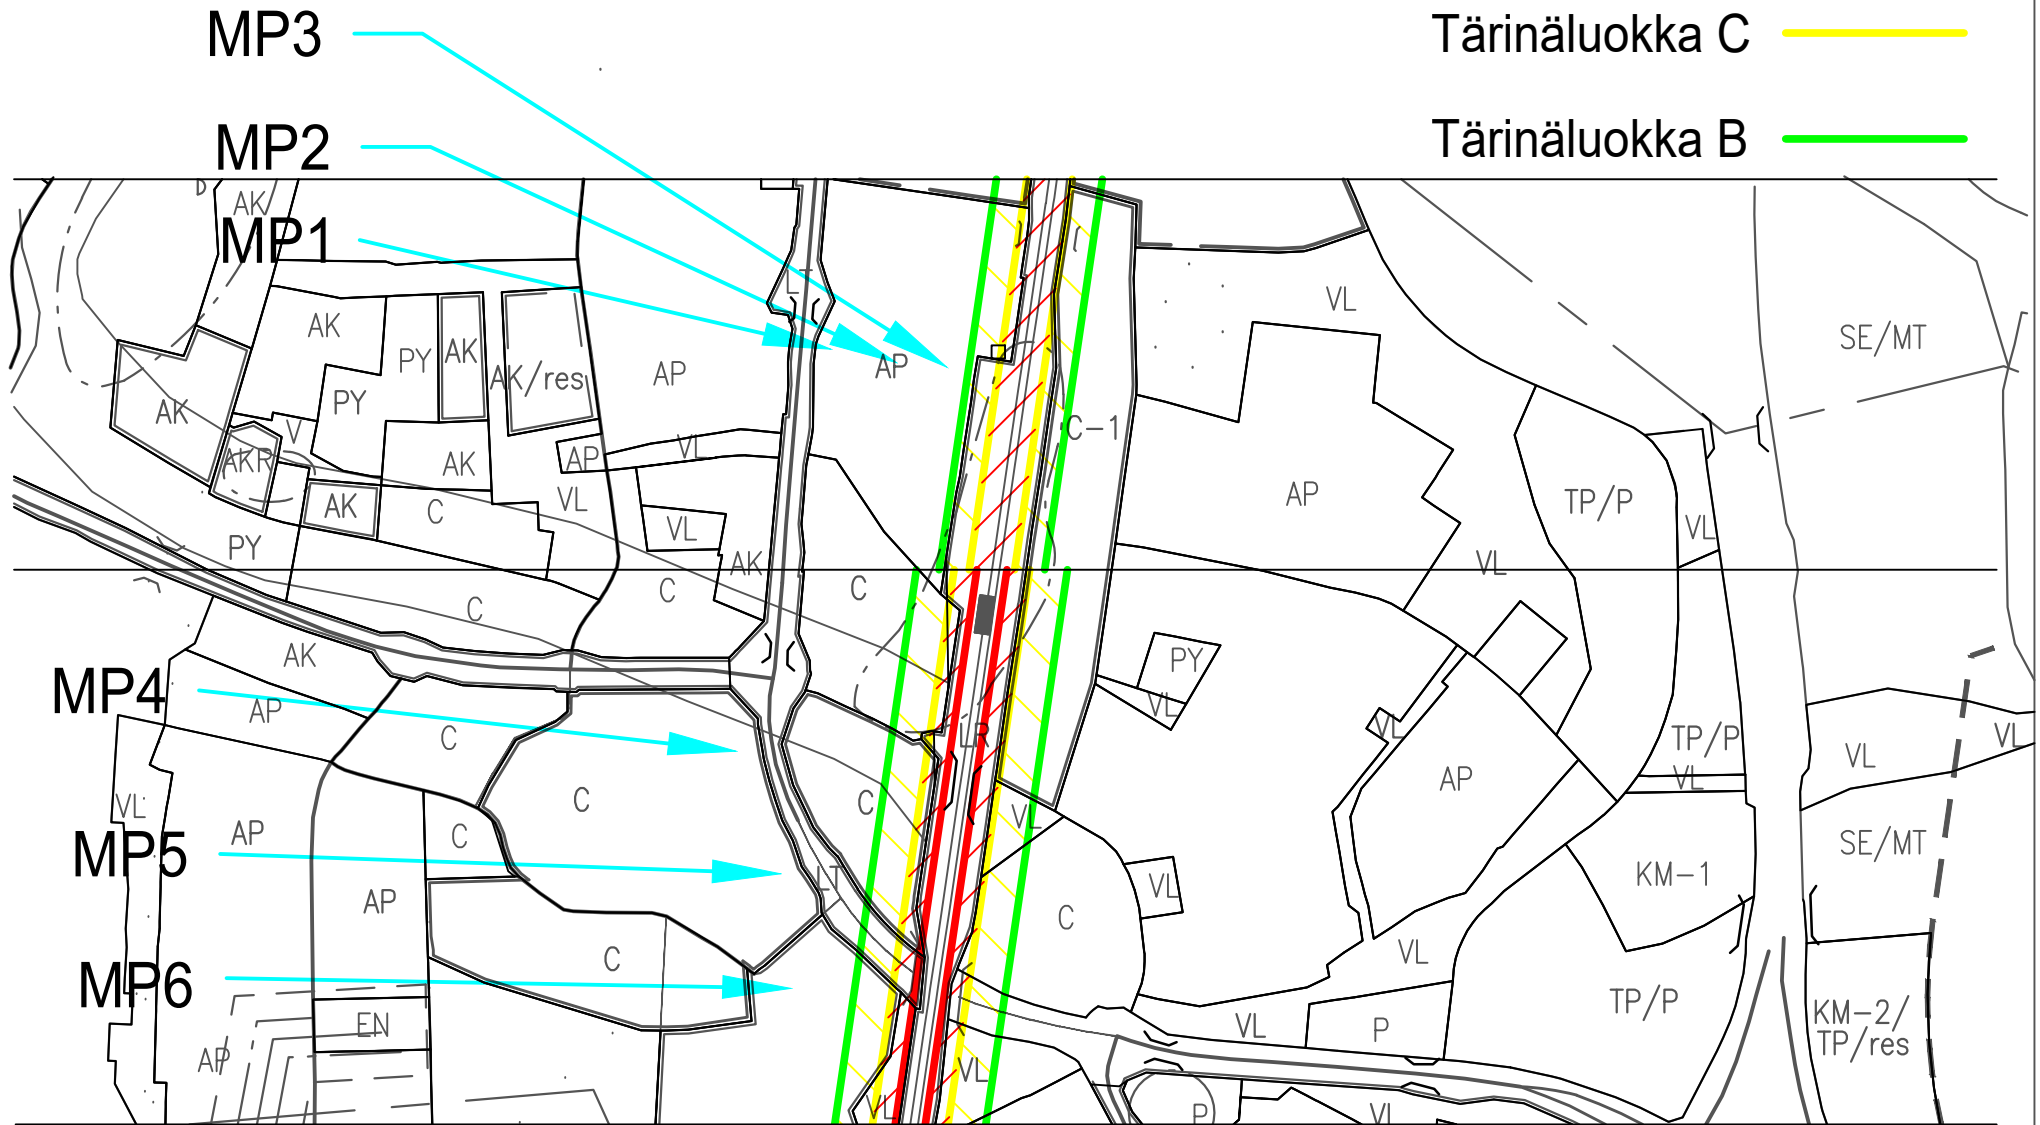 MP3
Tärinäluokka C
MP2
Tärinäluokka B
AK
MP1
LT
VL
AK
SE/MT
PY
AK
AK/res
AP
AP
PY
AK
C-1
V
VL
AKR
AK
AP
AP
VL
TP/P
AK
C
VL
VL
PY
AK
VL
C
C
C
AK
PY
MP4
AP
VL
C
LR
VL
TP/P
VL
VL
VL
AP
C
VL
C
VL
AP
C
SE/MT
MP5
LT
VL
KM-1
AP
C
C
VL
MP6
TP/P
EN
VL
P
KM-2/
TP/res
AP
VL
VL
P
VL